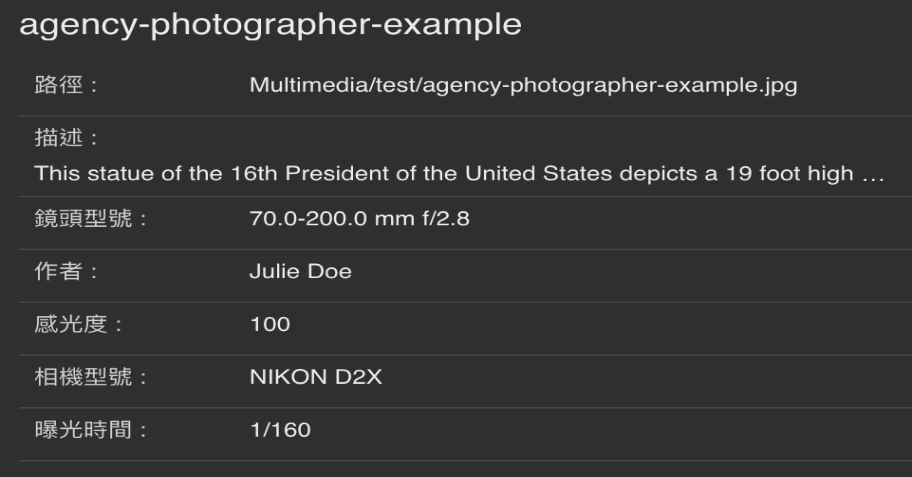 agency-photographer-example
路徑： Multimedia/test/agency-photographer-example.jpg
描述：
This statue of the 16th President of the United States depicts a 19 foot high …
鏡頭型號： 70.0-200.0 mm f/2.8
作者： Julie Doe
感光度： 100
相機型號： NIKON D2X
曝光時間： 1/160